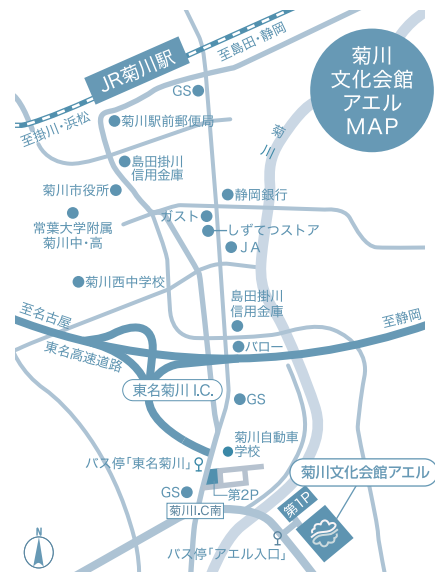 菊川
文化会館
アエル
MAP
JR菊川駅
至島田・静岡
GS
至掛川・浜松
菊川駅前郵便局
菊川
島田掛川
信用金庫
菊川市役所
静岡銀行
常葉大学附属
菊川中・高
ガスト
しずてつストア
JA
菊川西中学校
島田掛川
信用金庫
至名古屋
至静岡
東名高速道路
バロー
東名菊川 I.C.
GS
菊川自動車
学校
バス停「東名菊川」
菊川文化会館アエル
GS
第2P
第1P
菊川I.C南
バス停「アエル入口」
N